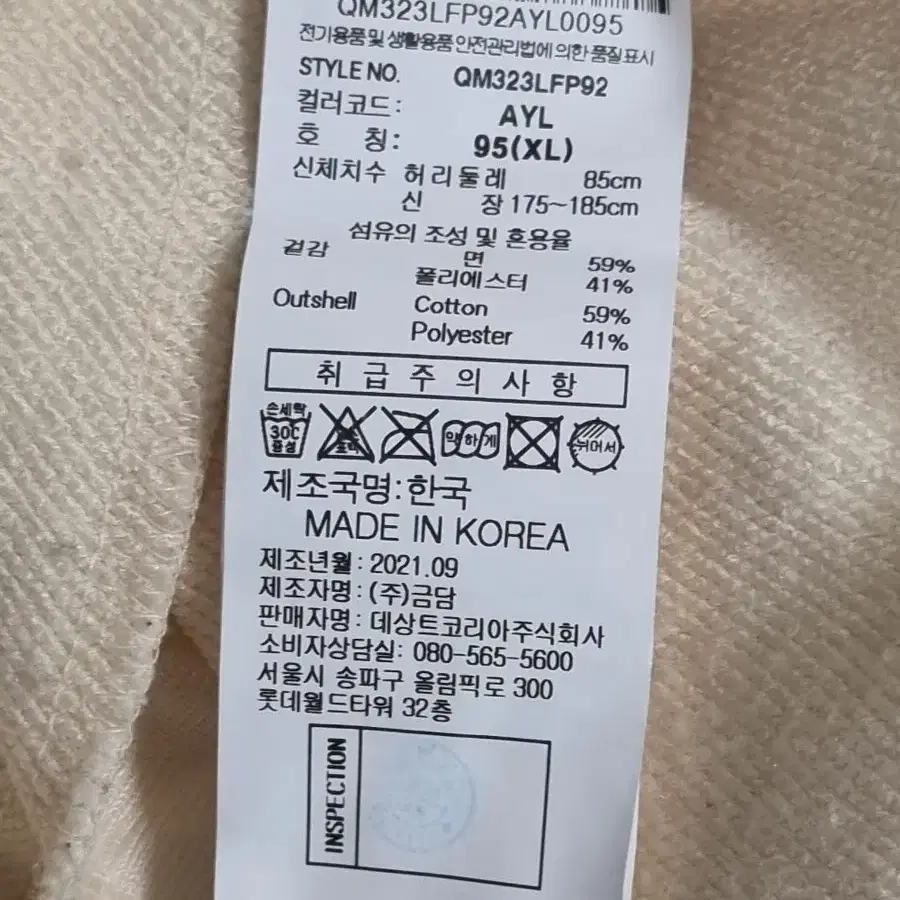 QM323LFP92AYL0095
전기용품및 생활용품 안전관리법에 의한 품질표시
STYLE NO. QM323LFP92
컬러코드: AYL
호 칭: 95(XL)
신체치수 허리둘레 85cm
신 장 175~185cm
섬유의 조성 및 혼용율
겉감 면 59%
폴리에스터 41%
Outshell Cotton 59%
Polyester 41%
취급주의사항
손세탁 30C 중성 표백 약하게 뉘어서
제조국명:한국
MADE IN KOREA
제조년월: 2021.09
제조자명: (주)금담
판매자명: 데상트코리아주식회사
소비자상담실: 080-565-5600
서울시 송파구 올림픽로 300
롯데월드타워 32층
INSPECTION